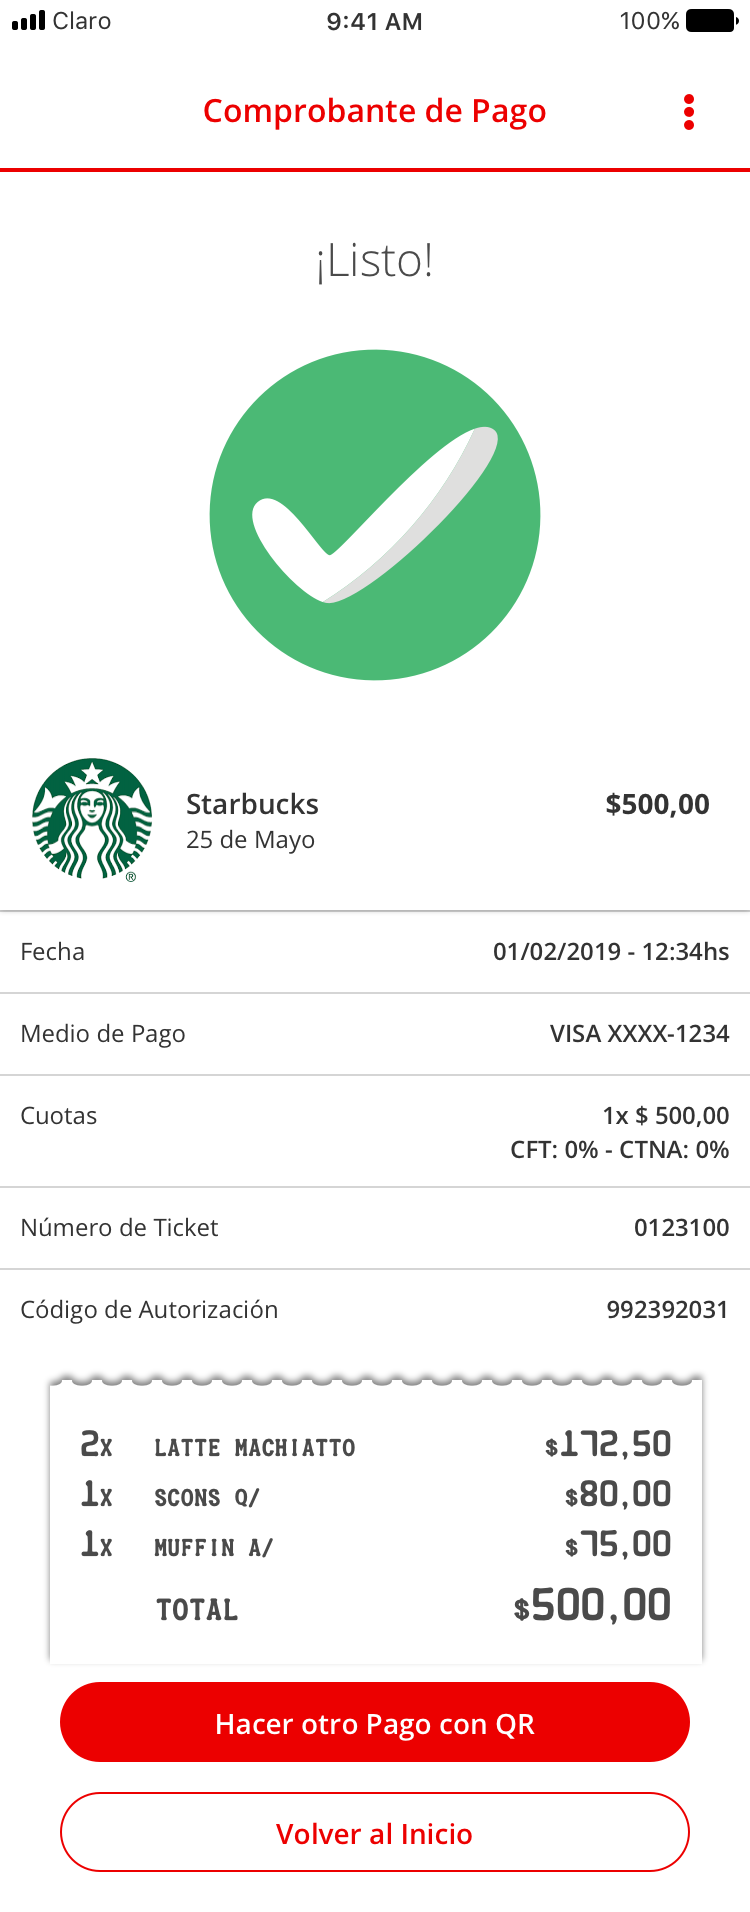 Claro 9:41 AM 100%
Comprobante de Pago
¡Listo!
Starbucks $500,00
25 de Mayo
®
Fecha 01/02/2019 - 12:34hs
Medio de Pago VISA XXXX-1234
Cuotas 1x $ 500,00
CFT: 0% - CTNA: 0%
Número de Ticket 0123100
Código de Autorización 992392031
2X LATTE MACHIATTO $172,50
1X SCONS Q/ $80,00
1X MUFFIN A/ $75,00
TOTAL $500,00
Hacer otro Pago con QR
Volver al Inicio